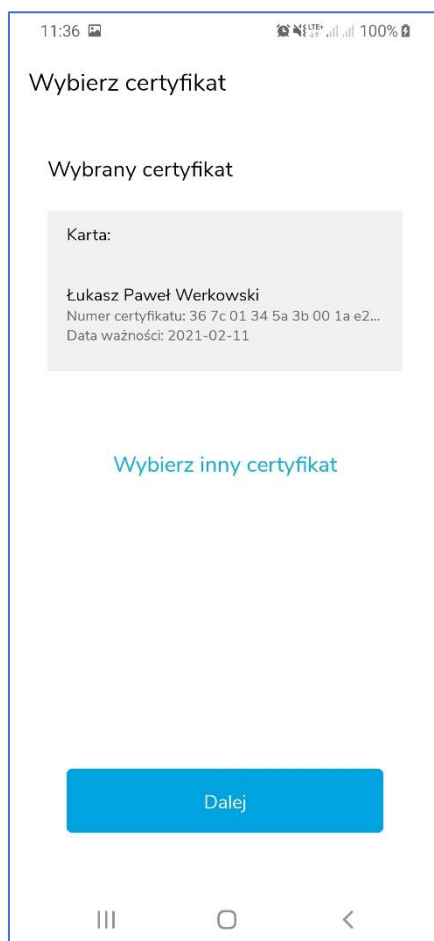 11:36 LTE+ 100%
Wybierz certyfikat
Wybrany certyfikat
Karta:
Łukasz Paweł Werkowski
Numer certyfikatu: 36 7c 01 34 5a 3b 00 1a e2...
Data ważności: 2021-02-11
Wybierz inny certyfikat
Dalej